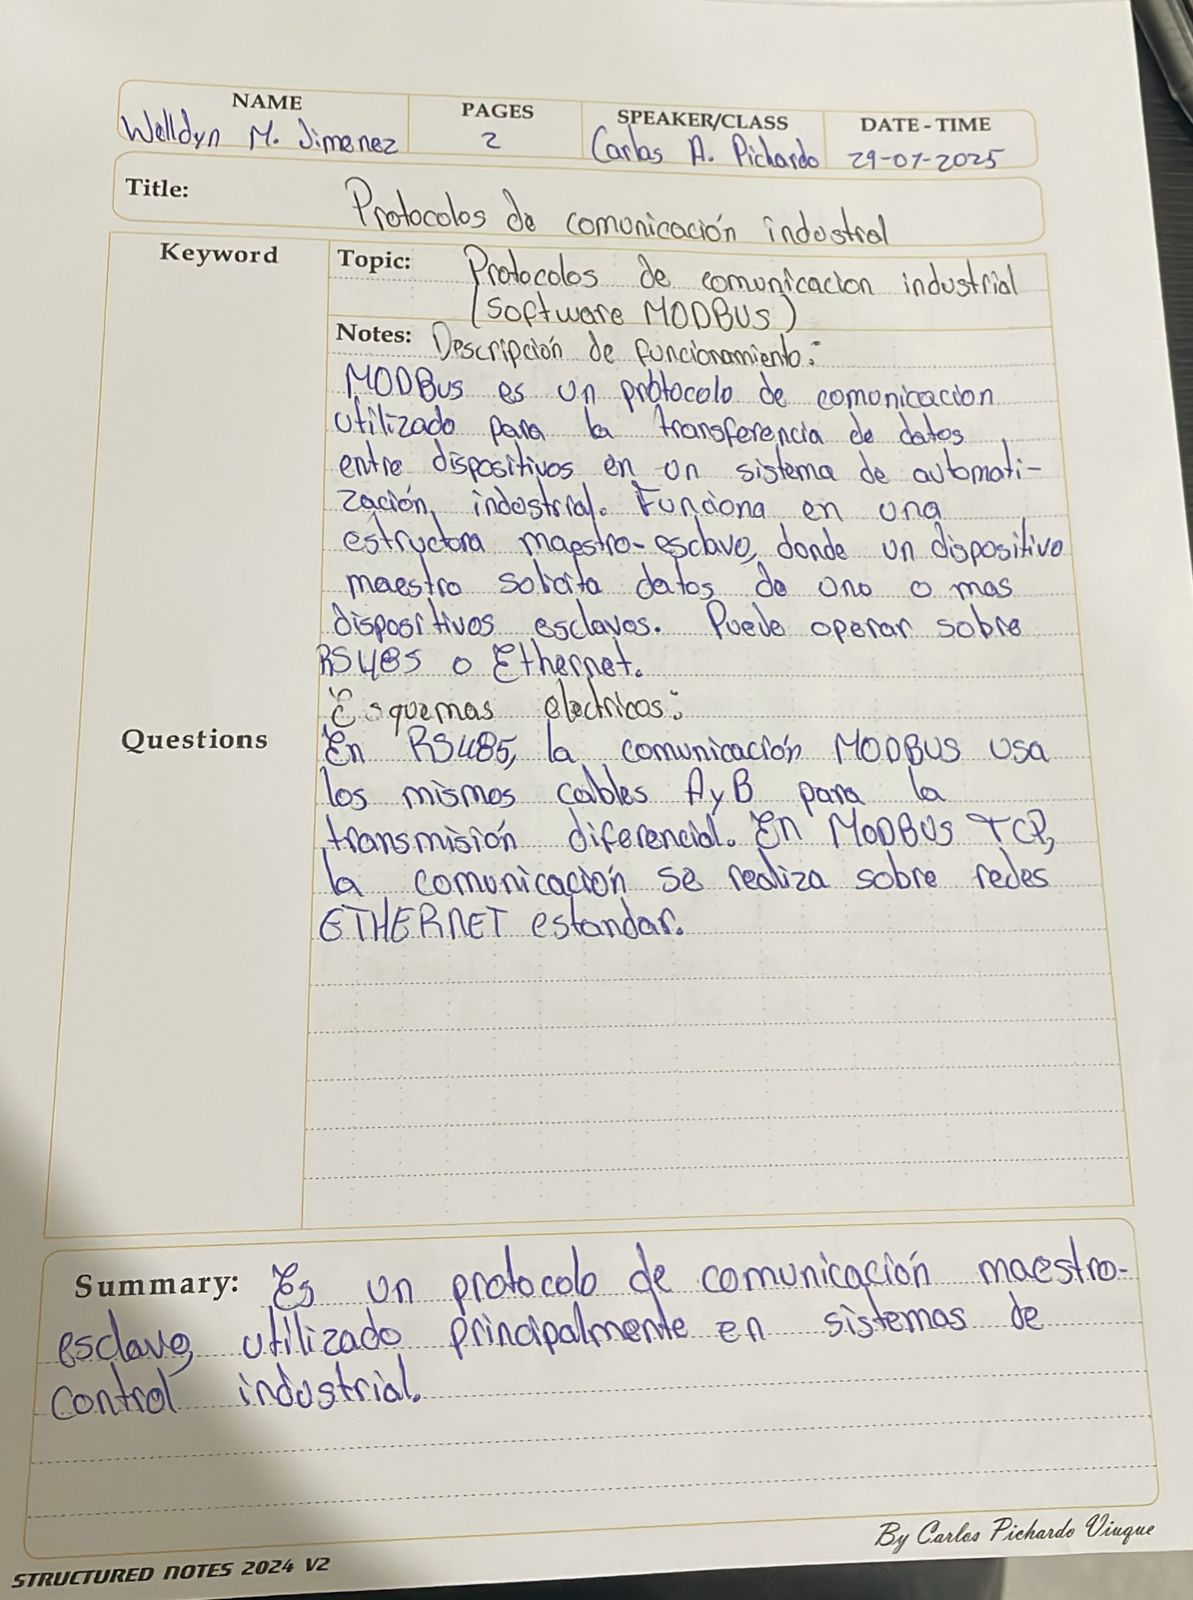 NAME PAGES SPEAKER/CLASS DATE-TIME
Welldyn M. Jimenez 2 Carlos A. Pichardo 29-01-2025
Title: Protocolos de comunicación industral
Keyword
Topic: Protocolos de comunicacion industrial
(Software MODBUS)
Notes: Descripción de funcionamiento:
MODBus es un protocolo de comunicacion
utilizado para la transferencia de datos
entre dispositivos en un sistema de automati-
zación, industrial. Funciona en una
estructura maestro-esclavo, donde un dispositivo
maestro solicita datos de uno o mas
dispositivos esclavos. Puede operar sobre
RS485 o Ethernet.
Esquemas electricos:
Questions
En RS485, la comunicación MODBUS usa
los mismos cables A y B para la
transmisión diferencial. En MODBUS TCP,
la comunicación se realiza sobre redes
ETHERNET estandar.
Summary: Es un protocolo de comunicación maestro-
esclavo, utilizado principalmente en sistemas de
control industrial.
By Carlos Pichardo Viuque
STRUCTURED NOTES 2024 V2